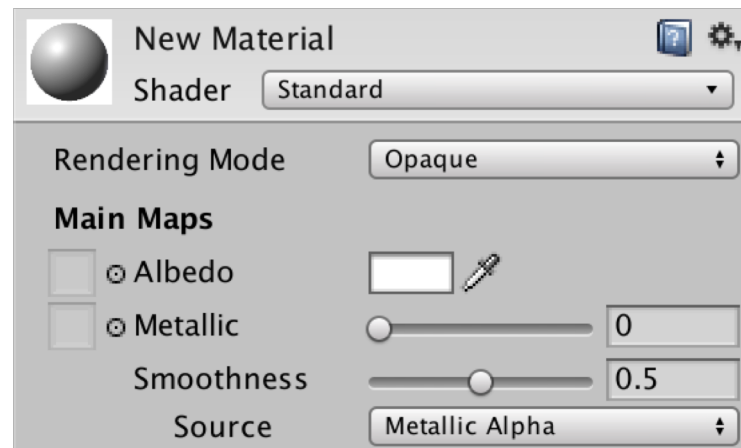 New Material
Shader Standard
Rendering Mode Opaque
Main Maps
Albedo
Metallic 0
Smoothness 0.5
Source Metallic Alpha